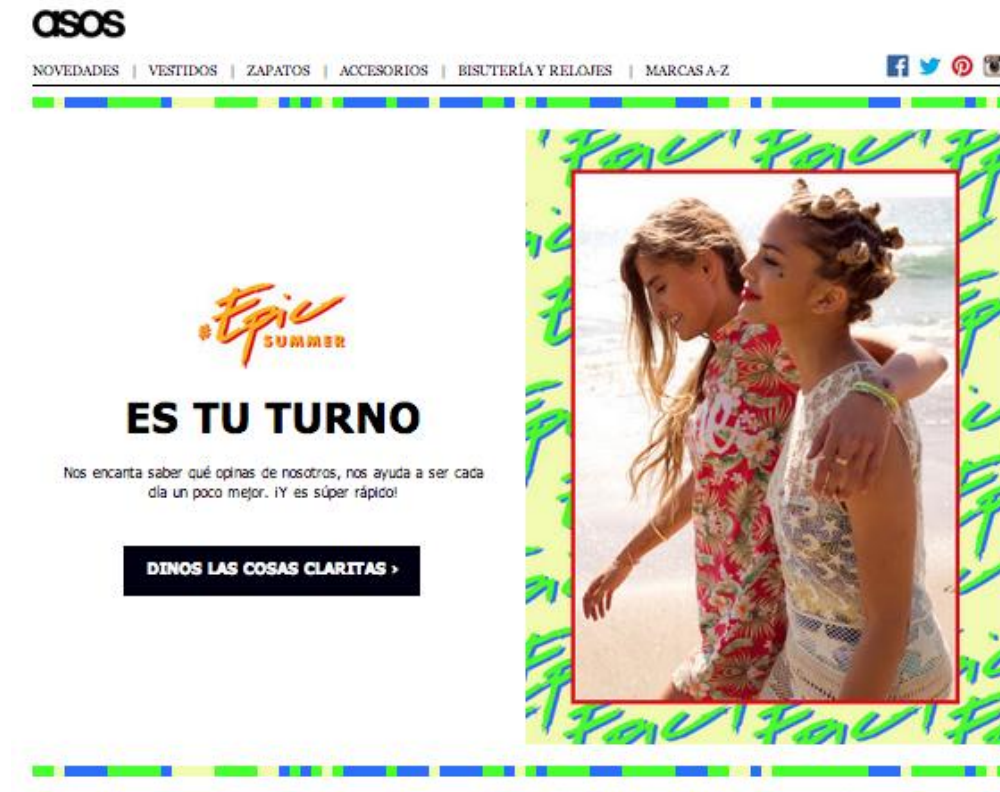 asos
NOVEDADES | VESTIDOS | ZAPATOS | ACCESORIOS | BISUTERÍA Y RELOJES | MARCAS A-Z
#Epic
SUMMER
ES TU TURNO
Nos encanta saber qué opinas de nosotros, nos ayuda a ser cada
día un poco mejor. ¡Y es súper rápido!
DINOS LAS COSAS CLARITAS ›